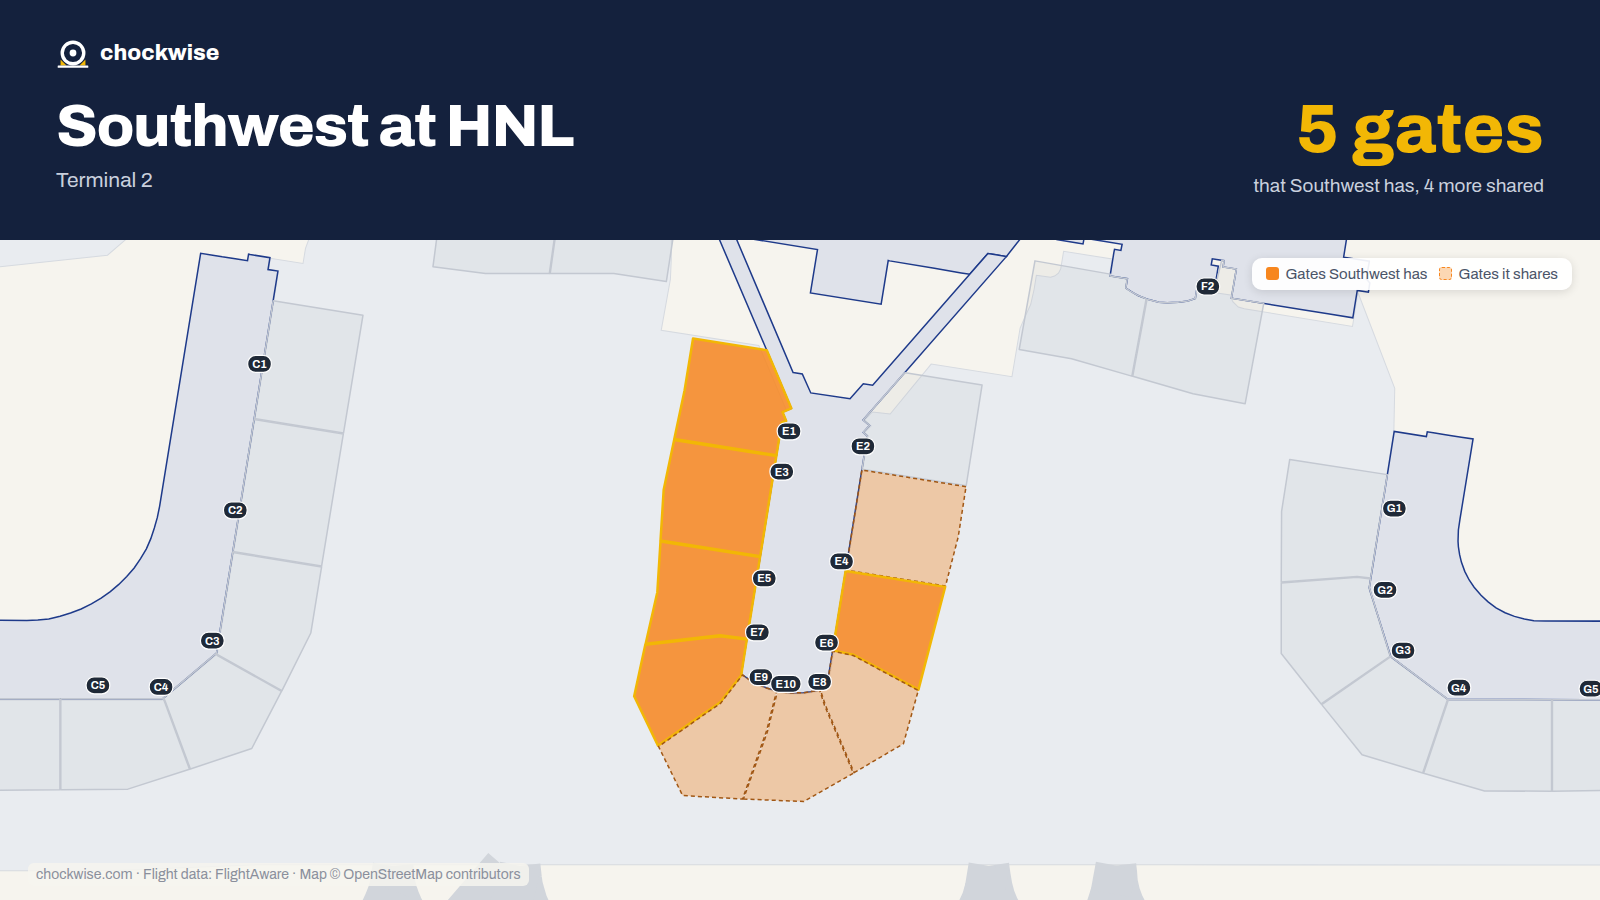 chockwise
Southwest at HNL
Terminal 2
5 gates
that Southwest has, 4 more shared
Gates Southwest has
Gates it shares
F2
C1
E1
E2
E3
C2
G1
E4
E5
G2
E7
C3
E6
G3
E9
E10
E8
C5
C4
G4
G5
chockwise.com · Flight data: FlightAware · Map © OpenStreetMap contributors